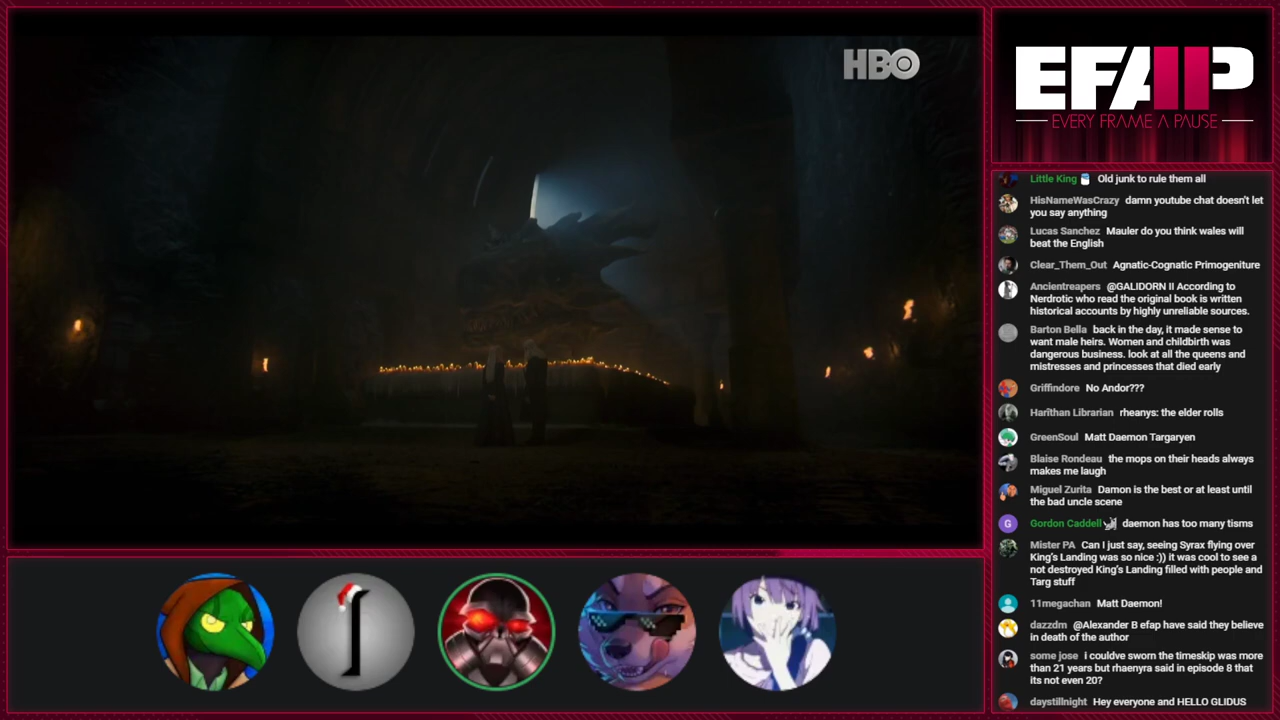 HBO
EFAP
EVERY FRAME A PAUSE
Little King Old junk to rule them all
HisNameWasCrazy damn youtube chat doesn't let
you say anything
Lucas Sanchez Mauler do you think wales will
beat the English
Clear_Them_Out Agnatic-Cognatic Primogeniture
Ancientreapers @GALIDORN II According to
Nerdrotic who read the original book is written
historical accounts by highly unreliable sources.
Barton Bella back in the day, it made sense to
want male heirs. Women and childbirth was
dangerous business. look at all the queens and
mistresses and princesses that died early
Griffindore No Andor???
Harîthan Librarian rheanys: the elder rolls
GreenSoul Matt Daemon Targaryen
Blaise Rondeau the mops on their heads always
makes me laugh
Miguel Zurita Damon is the best or at least until
the bad uncle scene
G Gordon Caddell daemon has too many tisms
Mister PA Can I just say, seeing Syrax flying over
King's Landing was so nice :)) it was cool to see a
not destroyed King's Landing filled with people and
Targ stuff
11megachan Matt Daemon!
dazzdm @Alexander B efap have said they believe
in death of the author
some jose i couldve sworn the timeskip was more
than 21 years but rhaenyra said in episode 8 that
its not even 20?
daystillnight Hey everyone and HELLO GLIDUS